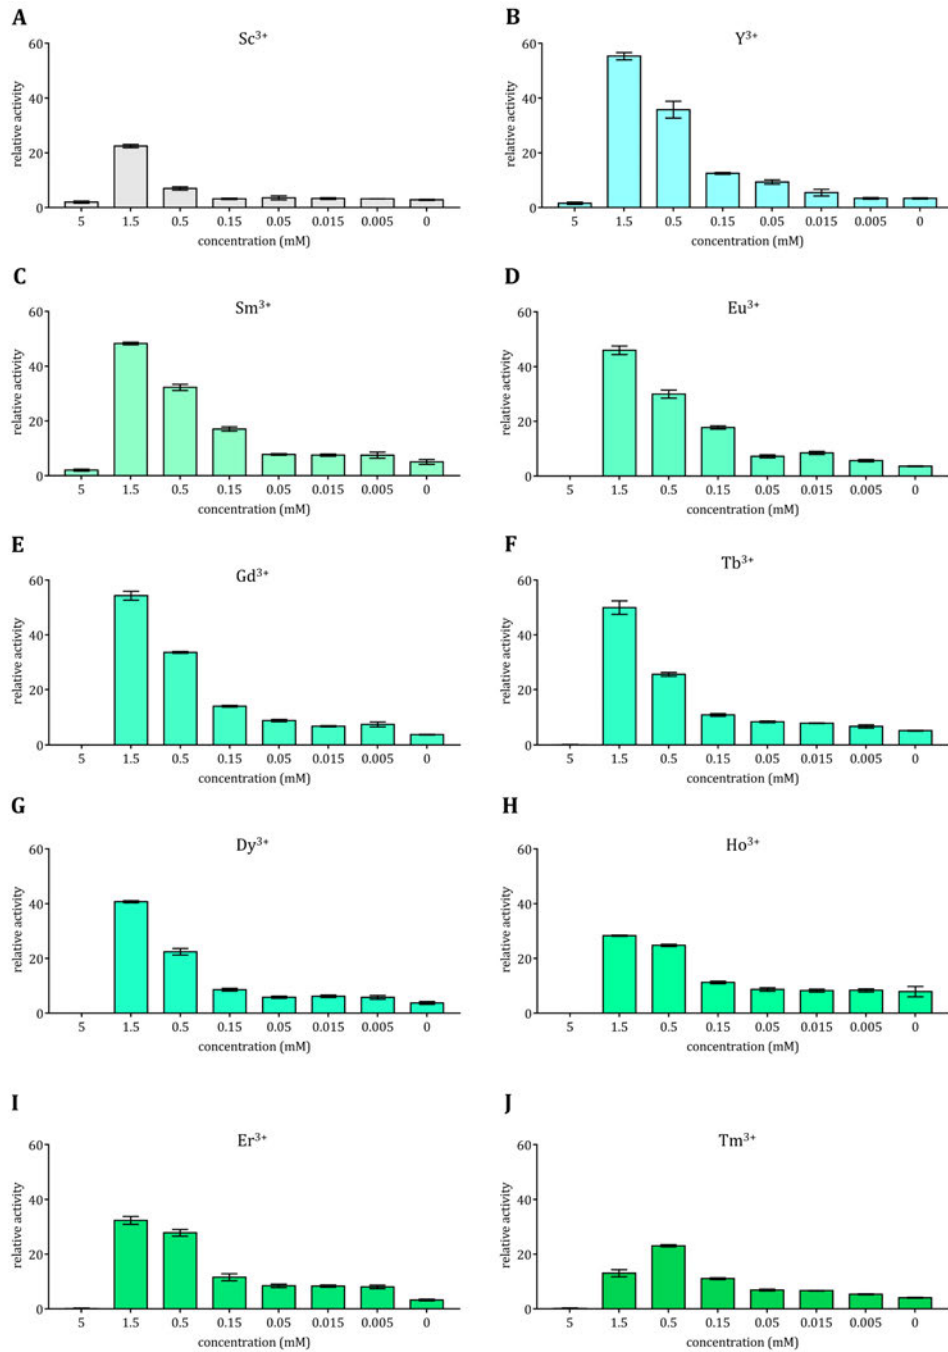 A
Sc³⁺
60
40
20
0
relative activity
5 1.5 0.5 0.15 0.05 0.015 0.005 0
concentration (mM)
B
Y³⁺
60
40
20
0
relative activity
5 1.5 0.5 0.15 0.05 0.015 0.005 0
concentration (mM)
C
Sm³⁺
60
40
20
0
relative activity
5 1.5 0.5 0.15 0.05 0.015 0.005 0
concentration (mM)
D
Eu³⁺
60
40
20
0
relative activity
5 1.5 0.5 0.15 0.05 0.015 0.005 0
concentration (mM)
E
Gd³⁺
60
40
20
0
relative activity
5 1.5 0.5 0.15 0.05 0.015 0.005 0
concentration (mM)
F
Tb³⁺
60
40
20
0
relative activity
5 1.5 0.5 0.15 0.05 0.015 0.005 0
concentration (mM)
G
Dy³⁺
60
40
20
0
relative activity
5 1.5 0.5 0.15 0.05 0.015 0.005 0
concentration (mM)
H
Ho³⁺
60
40
20
0
relative activity
5 1.5 0.5 0.15 0.05 0.015 0.005 0
concentration (mM)
I
Er³⁺
60
40
20
0
relative activity
5 1.5 0.5 0.15 0.05 0.015 0.005 0
concentration (mM)
J
Tm³⁺
60
40
20
0
relative activity
5 1.5 0.5 0.15 0.05 0.015 0.005 0
concentration (mM)